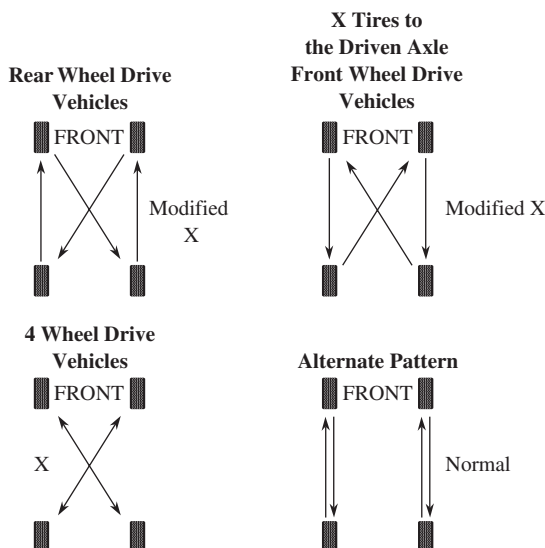 Rear Wheel Drive
Vehicles
FRONT
Modified
X
X Tires to
the Driven Axle
Front Wheel Drive
Vehicles
FRONT
Modified X
4 Wheel Drive
Vehicles
FRONT
X
Alternate Pattern
FRONT
Normal